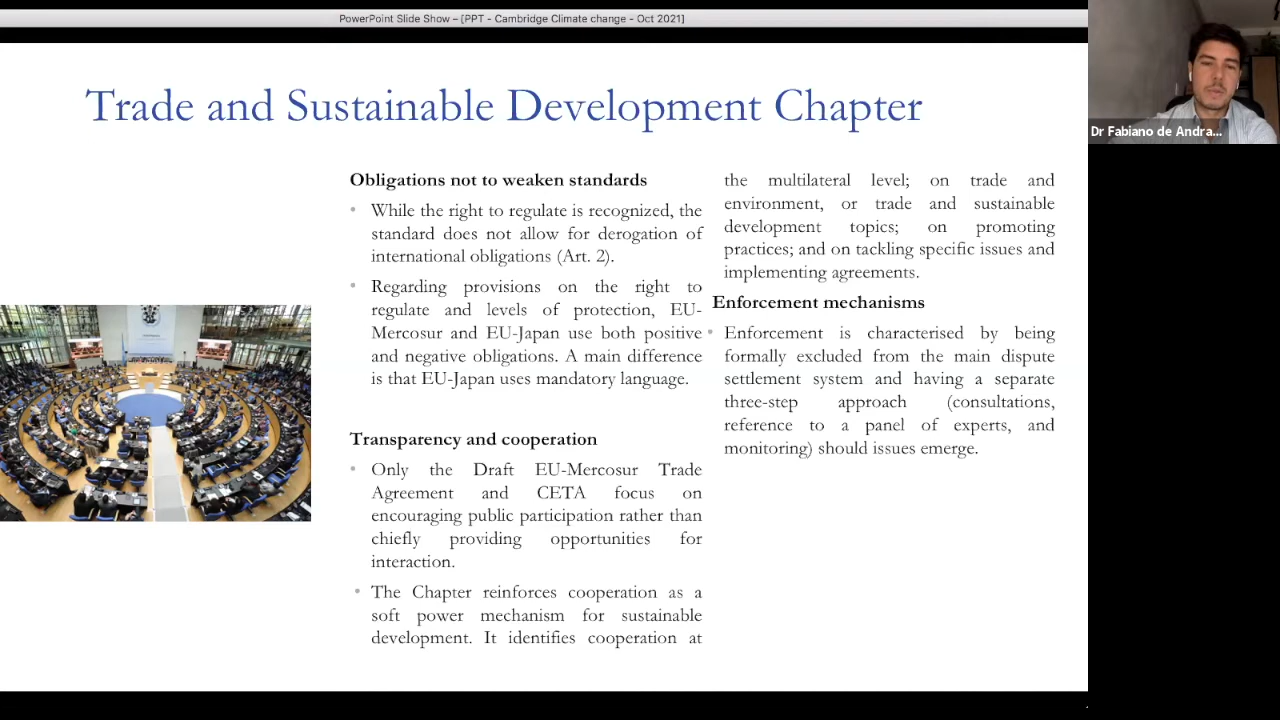 PowerPoint Slide Show – [PPT - Cambridge Climate change - Oct 2021]
Trade and Sustainable Development Chapter
Obligations not to weaken standards
• While the right to regulate is recognized, the
standard does not allow for derogation of
international obligations (Art. 2).
• Regarding provisions on the right to
regulate and levels of protection, EU-
Mercosur and EU-Japan use both positive
and negative obligations. A main difference
is that EU-Japan uses mandatory language.
Transparency and cooperation
• Only the Draft EU-Mercosur Trade
Agreement and CETA focus on
encouraging public participation rather than
chiefly providing opportunities for
interaction.
• The Chapter reinforces cooperation as a
soft power mechanism for sustainable
development. It identifies cooperation at
the multilateral level; on trade and
environment, or trade and sustainable
development topics; on promoting
practices; and on tackling specific issues and
implementing agreements.
Enforcement mechanisms
• Enforcement is characterised by being
formally excluded from the main dispute
settlement system and having a separate
three-step approach (consultations,
reference to a panel of experts, and
monitoring) should issues emerge.
Dr Fabiano de Andra...